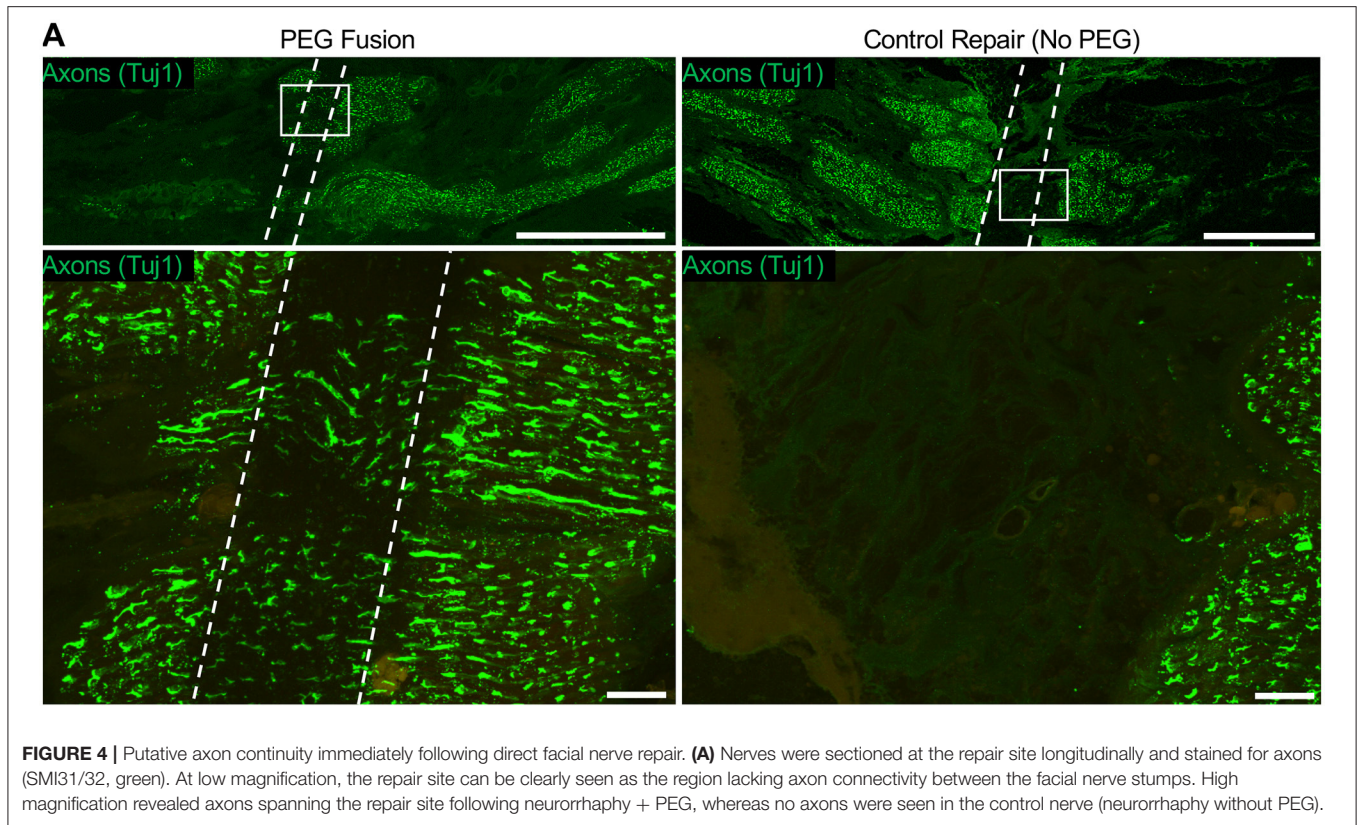 A
PEG Fusion
Control Repair (No PEG)
Axons (Tuj1)
Axons (Tuj1)
Axons (Tuj1)
Axons (Tuj1)
FIGURE 4 | Putative axon continuity immediately following direct facial nerve repair. (A) Nerves were sectioned at the repair site longitudinally and stained for axons
(SMI31/32, green). At low magnification, the repair site can be clearly seen as the region lacking axon connectivity between the facial nerve stumps. High
magnification revealed axons spanning the repair site following neurorrhaphy + PEG, whereas no axons were seen in the control nerve (neurorrhaphy without PEG).